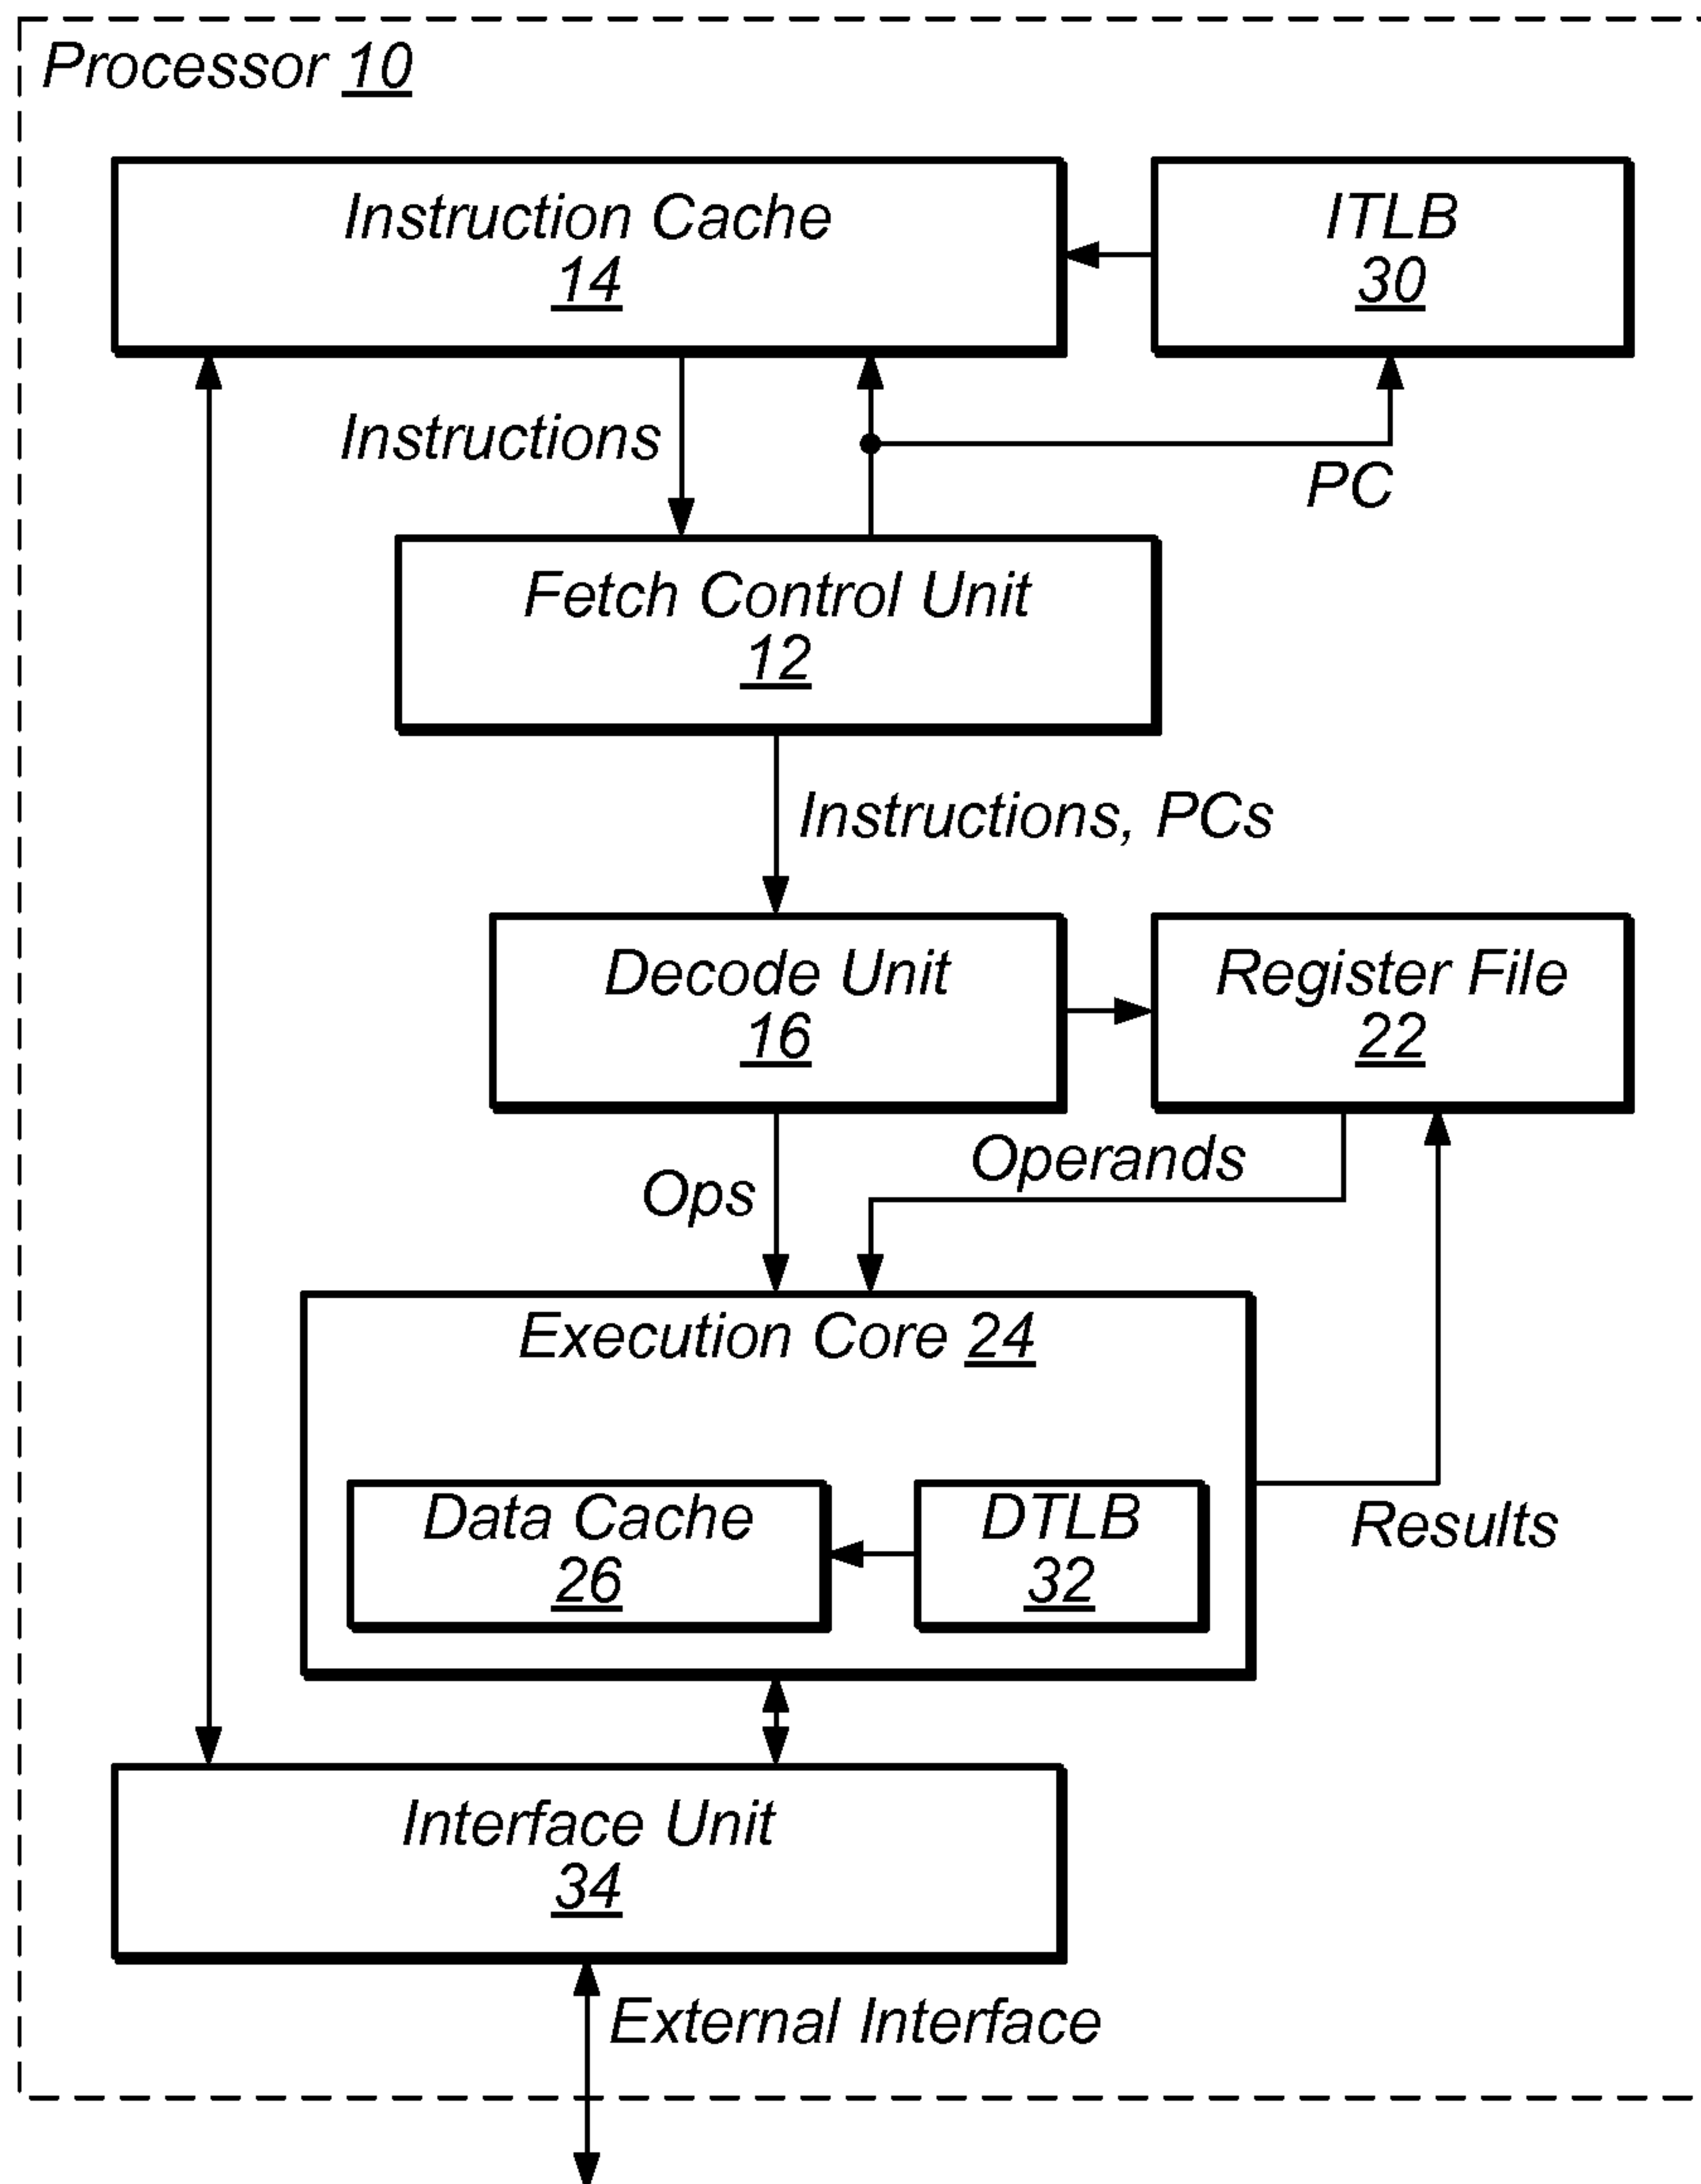 Processor 10
Instruction Cache
14
ITLB
30
Instructions
PC
Fetch Control Unit
12
Instructions, PCs
Decode Unit
16
Register File
22
Operands
Ops
Execution Core 24
Data Cache
26
DTLB
32
Results
Interface Unit
34
External Interface